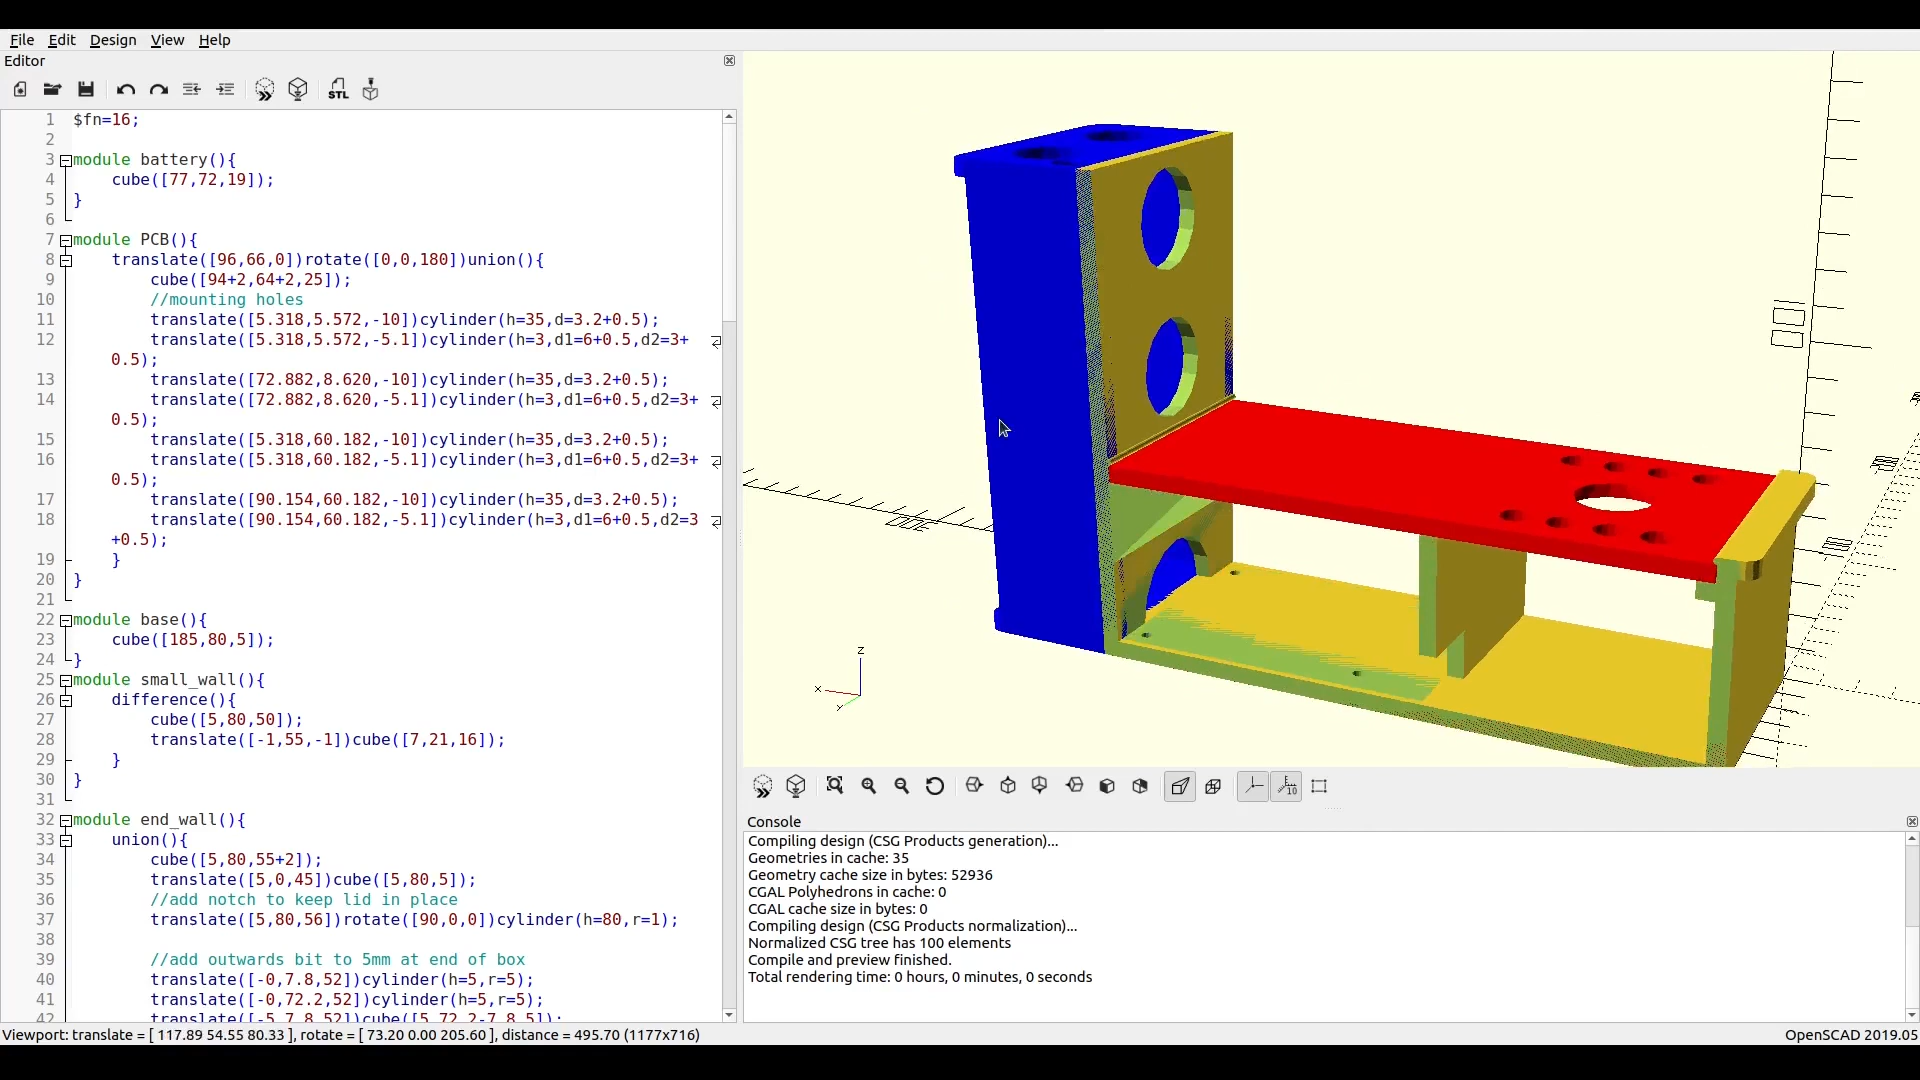 File Edit Design View Help
Editor
STL
1 $fn=16;
2
3 module battery(){
4 cube([77,72,19]);
5 }
6
7 module PCB(){
8 translate([96,66,0])rotate([0,0,180])union(){
9 cube([94+2,64+2,25]);
10 //mounting holes
11 translate([5.318,5.572,-10])cylinder(h=35,d=3.2+0.5);
12 translate([5.318,5.572,-5.1])cylinder(h=3,d1=6+0.5,d2=3+
0.5);
13 translate([72.882,8.620,-10])cylinder(h=35,d=3.2+0.5);
14 translate([72.882,8.620,-5.1])cylinder(h=3,d1=6+0.5,d2=3+
0.5);
15 translate([5.318,60.182,-10])cylinder(h=35,d=3.2+0.5);
16 translate([5.318,60.182,-5.1])cylinder(h=3,d1=6+0.5,d2=3+
0.5);
17 translate([90.154,60.182,-10])cylinder(h=35,d=3.2+0.5);
18 translate([90.154,60.182,-5.1])cylinder(h=3,d1=6+0.5,d2=3
+0.5);
19 }
20 }
21
22 module base(){
23 cube([185,80,5]);
24 }
25 module small_wall(){
26 difference(){
27 cube([5,80,50]);
28 translate([-1,55,-1])cube([7,21,16]);
29 }
30 }
31
32 module end_wall(){
33 union(){
34 cube([5,80,55+2]);
35 translate([5,0,45])cube([5,80,5]);
36 //add notch to keep lid in place
37 translate([5,80,56])rotate([90,0,0])cylinder(h=80,r=1);
38
39 //add outwards bit to 5mm at end of box
40 translate([-0,7.8,52])cylinder(h=5,r=5);
41 translate([-0,72.2,52])cylinder(h=5,r=5);
42 translate([-5,7.8,52])cube([5,72.2-7.8,5]);
z
x
y
10
Console
Compiling design (CSG Products generation)...
Geometries in cache: 35
Geometry cache size in bytes: 52936
CGAL Polyhedrons in cache: 0
CGAL cache size in bytes: 0
Compiling design (CSG Products normalization)...
Normalized CSG tree has 100 elements
Compile and preview finished.
Total rendering time: 0 hours, 0 minutes, 0 seconds
Viewport: translate = [ 117.89 54.55 80.33 ], rotate = [ 73.20 0.00 205.60 ], distance = 495.70 (1177x716)
OpenSCAD 2019.05